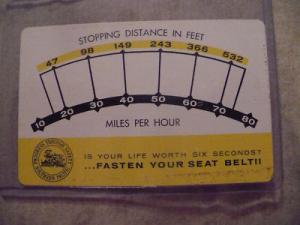 STOPPING DISTANCE IN FEET
47 98 149 243 366 532
10 20 30 40 50 60 70 80
MILES PER HOUR
IS YOUR LIFE WORTH SIX SECONDS?
...FASTEN YOUR SEAT BELT!!